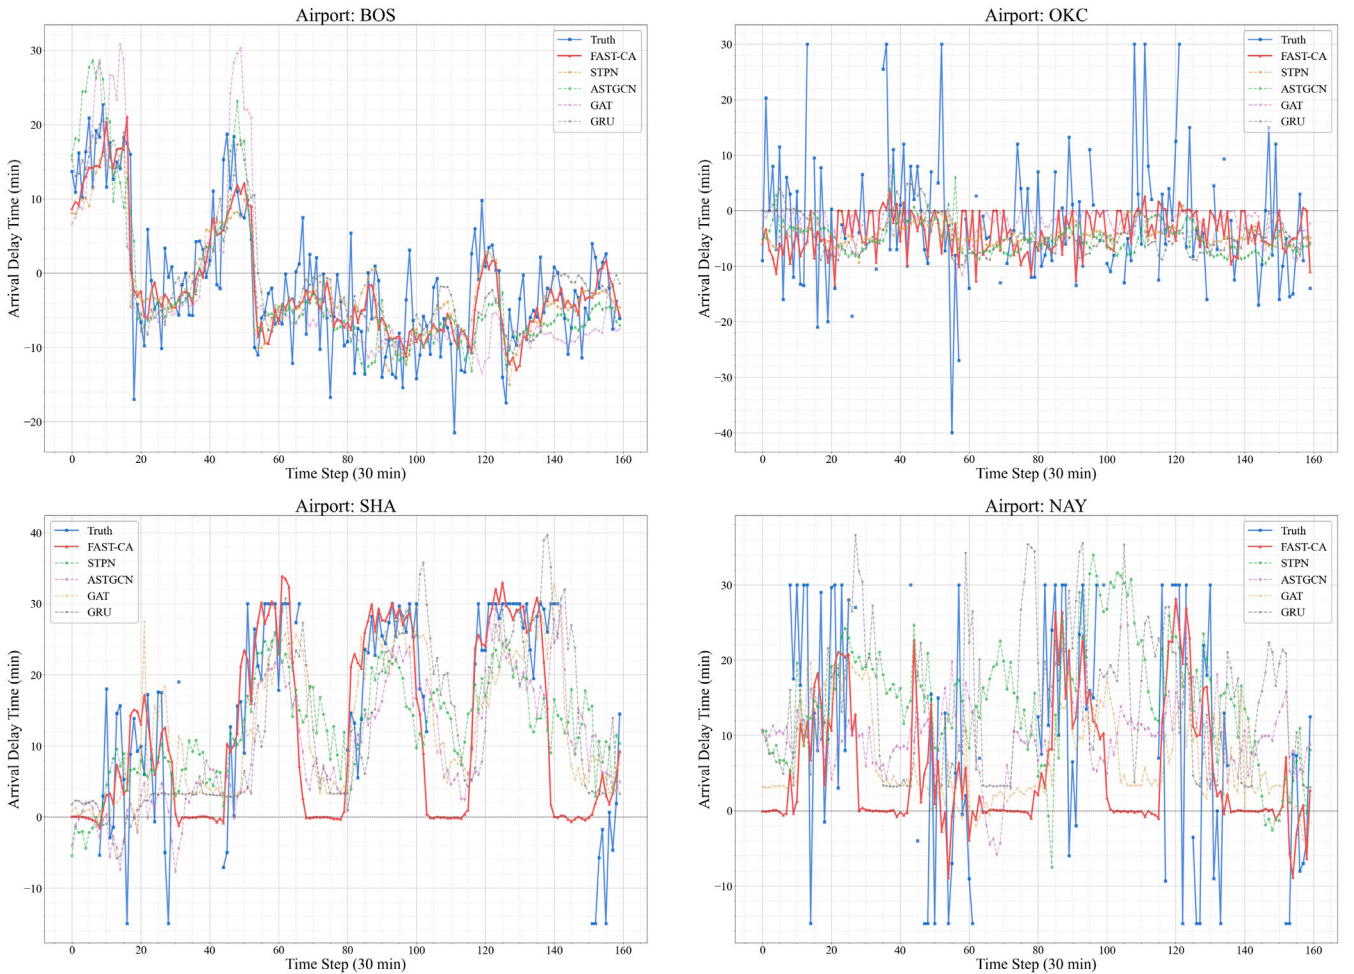 Airport: BOS
Arrival Delay Time (min)
30
20
10
0
−10
−20
Truth
FAST-CA
STPN
ASTGCN
GAT
GRU
0 20 40 60 80 100 120 140 160
Time Step (30 min)
Airport: OKC
Arrival Delay Time (min)
30
20
10
0
−10
−20
−30
−40
Truth
FAST-CA
STPN
ASTGCN
GAT
GRU
0 20 40 60 80 100 120 140 160
Time Step (30 min)
Airport: SHA
Arrival Delay Time (min)
40
30
20
10
0
−10
Truth
FAST-CA
STPN
ASTGCN
GAT
GRU
0 20 40 60 80 100 120 140 160
Time Step (30 min)
Airport: NAY
Arrival Delay Time (min)
30
20
10
0
−10
Truth
FAST-CA
STPN
ASTGCN
GAT
GRU
0 20 40 60 80 100 120 140 160
Time Step (30 min)